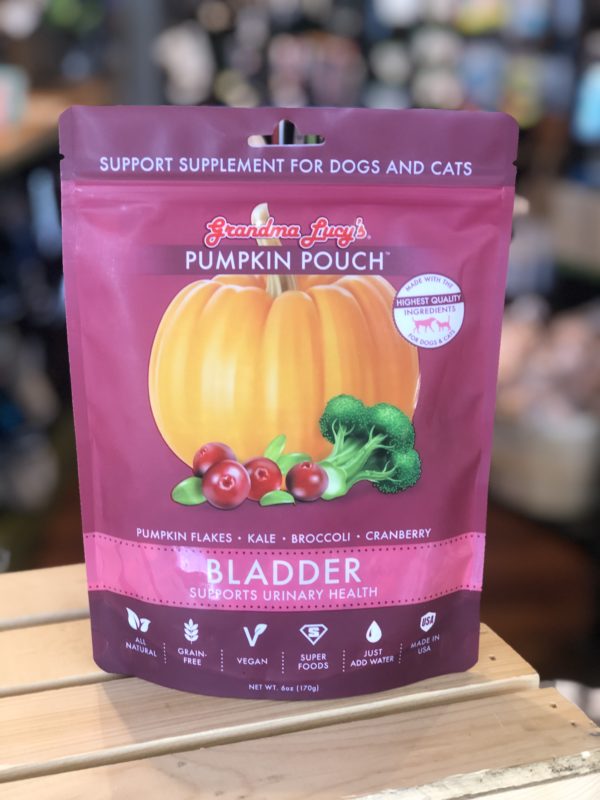 SUPPORT SUPPLEMENT FOR DOGS AND CATS
Grandma Lucy's®
PUMPKIN POUCH™
MADE WITH THE
HIGHEST QUALITY
INGREDIENTS
FOR DOGS & CATS
PUMPKIN FLAKES • KALE • BROCCOLI • CRANBERRY
BLADDER
SUPPORTS URINARY HEALTH
ALL
NATURAL
GRAIN-
FREE
VEGAN
S
SUPER
FOODS
JUST
ADD WATER
USA
MADE IN
USA
NET WT. 6oz (170g)